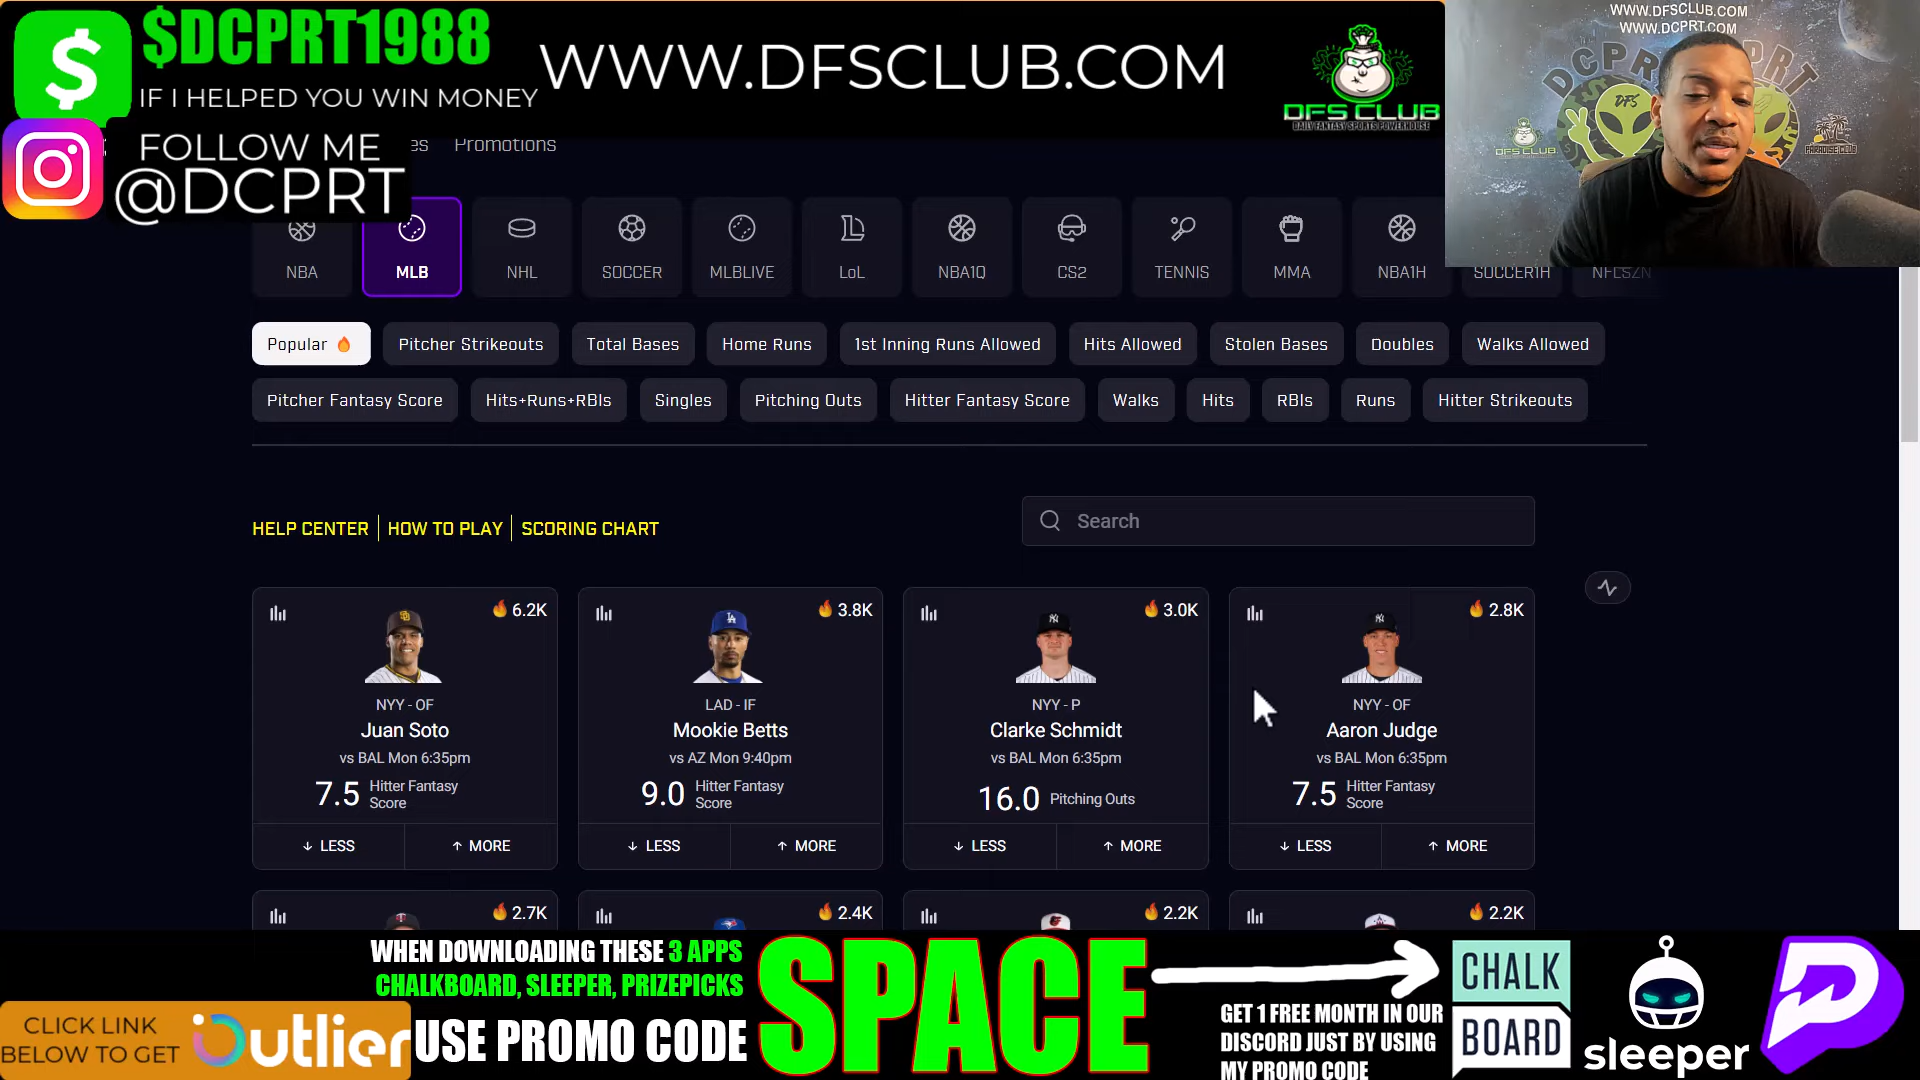 $DCPRT1988
IF I HELPED YOU WIN MONEY
WWW.DFSCLUB.COM
DFS CLUB
DAILY FANTASY SPORTS POWERHOUSE
WWW.DFSCLUB.COM
WWW.DCPRT.COM
DFS
DFS CLUB
FOLLOW ME
@DCPRT
Promotions
NBA
MLB
NHL
SOCCER
MLBLIVE
LoL
NBA1Q
CS2
TENNIS
MMA
NBA1H
SOCCER1H
NFLSZN
Popular
Pitcher Strikeouts
Total Bases
Home Runs
1st Inning Runs Allowed
Hits Allowed
Stolen Bases
Doubles
Walks Allowed
Pitcher Fantasy Score
Hits+Runs+RBIs
Singles
Pitching Outs
Hitter Fantasy Score
Walks
Hits
RBIs
Runs
Hitter Strikeouts
HELP CENTER
HOW TO PLAY
SCORING CHART
Search
6.2K
NYY - OF
Juan Soto
vs BAL Mon 6:35pm
7.5 Hitter Fantasy
Score
↓ LESS
↑ MORE
3.8K
LAD - IF
Mookie Betts
vs AZ Mon 9:40pm
9.0 Hitter Fantasy
Score
↓ LESS
↑ MORE
3.0K
NYY - P
Clarke Schmidt
vs BAL Mon 6:35pm
16.0 Pitching Outs
↓ LESS
↑ MORE
2.8K
NYY - OF
Aaron Judge
vs BAL Mon 6:35pm
7.5 Hitter Fantasy
Score
↓ LESS
↑ MORE
2.7K
2.4K
2.2K
2.2K
CLICK LINK
BELOW TO GET
Outlier
WHEN DOWNLOADING THESE 3 APPS
CHALKBOARD, SLEEPER, PRIZEPICKS
USE PROMO CODE
SPACE
GET 1 FREE MONTH IN OUR
DISCORD JUST BY USING
MY PROMO CODE
CHALK
BOARD
sleeper